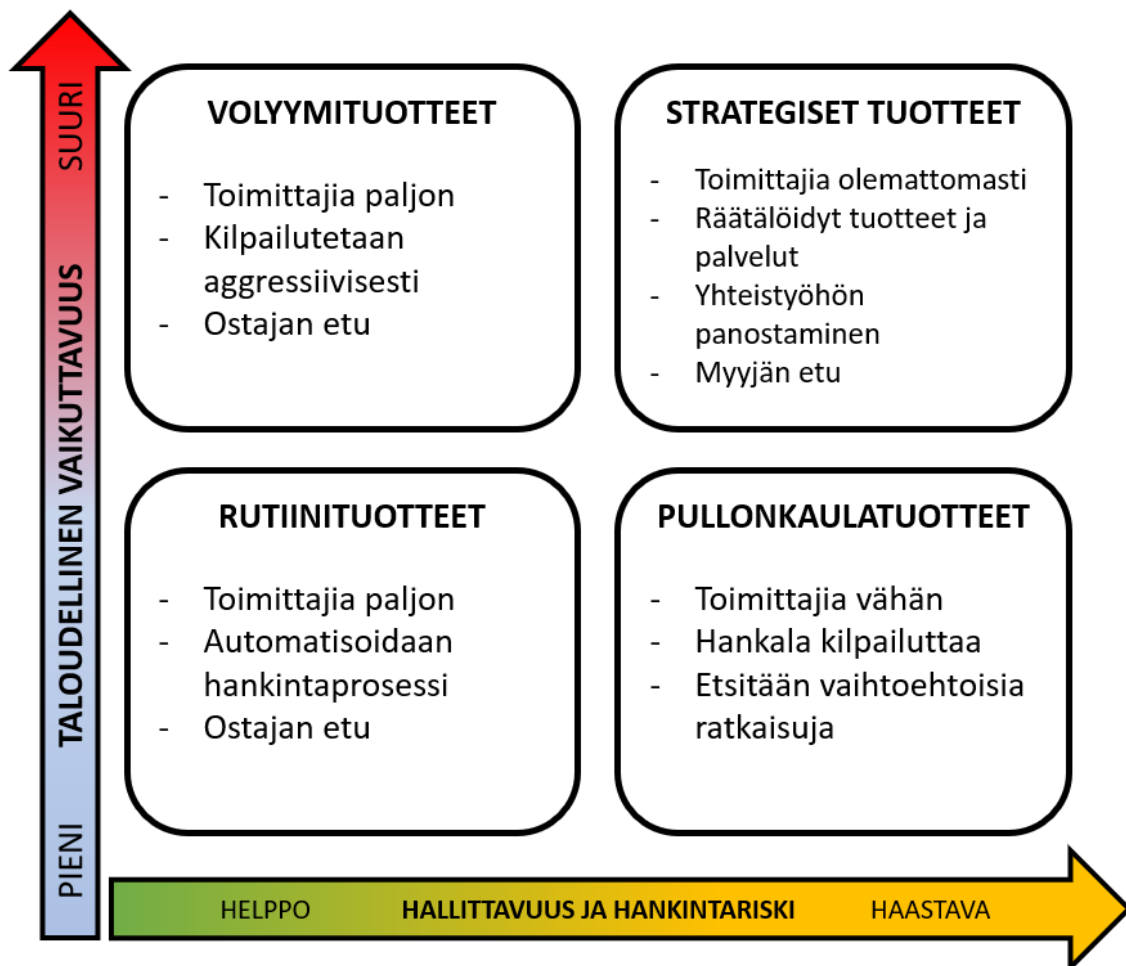 SUURI
TALOUDELLINEN VAIKUTTAVUUS
PIENI
VOLYYMITUOTTEET
- Toimittajia paljon
- Kilpailutetaan
aggressiivisesti
- Ostajan etu
STRATEGISET TUOTTEET
- Toimittajia olemattomasti
- Räätälöidyt tuotteet ja
palvelut
- Yhteistyöhön
panostaminen
- Myyjän etu
RUTIINITUOTTEET
- Toimittajia paljon
- Automatisoidaan
hankintaprosessi
- Ostajan etu
PULLONKAULATUOTTEET
- Toimittajia vähän
- Hankala kilpailuttaa
- Etsitään vaihtoehtoisia
ratkaisuja
HELPPO HALLITTAVUUS JA HANKINTARISKI HAASTAVA